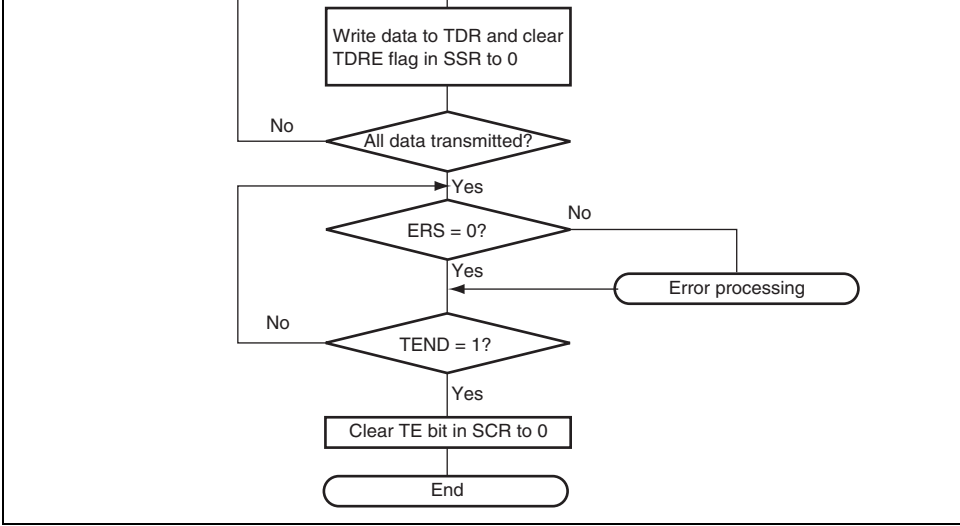 Write data to TDR and clear
TDRE flag in SSR to 0
No
All data transmitted?
Yes
No
ERS = 0?
Yes
Error processing
No
TEND = 1?
Yes
Clear TE bit in SCR to 0
End